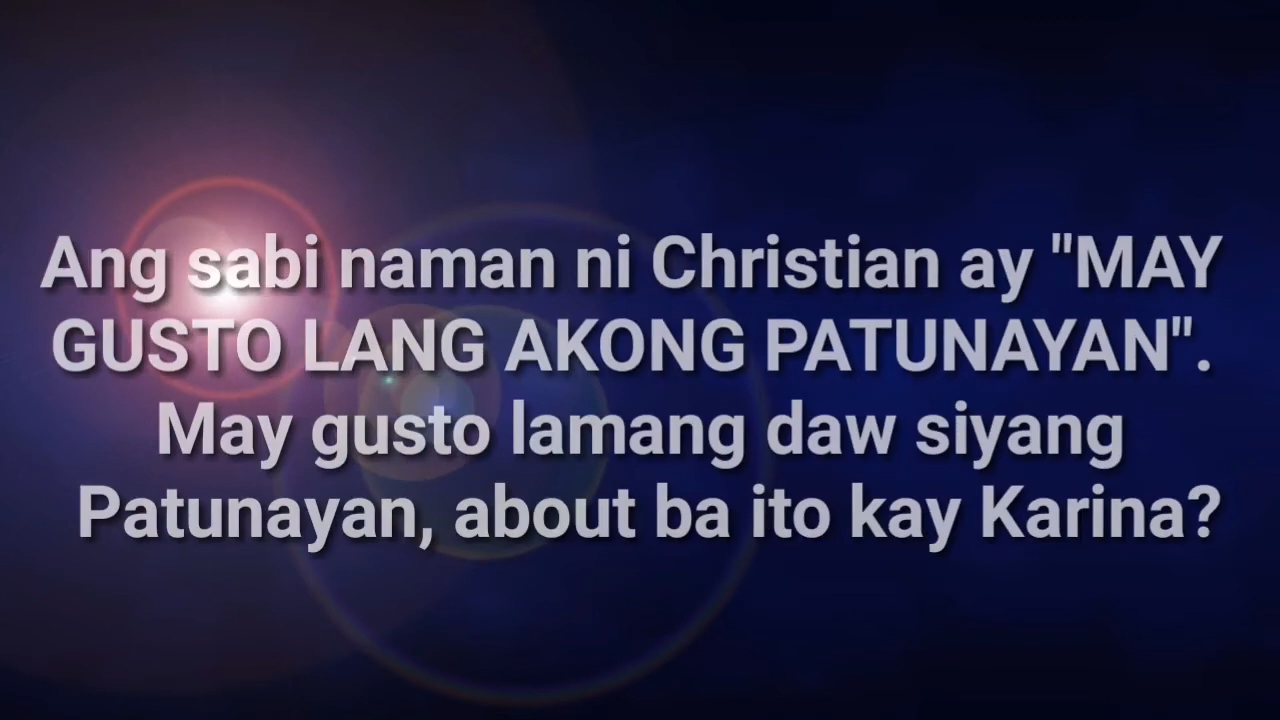 Ang sabi naman ni Christian ay "MAY
GUSTO LANG AKONG PATUNAYAN".
May gusto lamang daw siyang
Patunayan, about ba ito kay Karina?